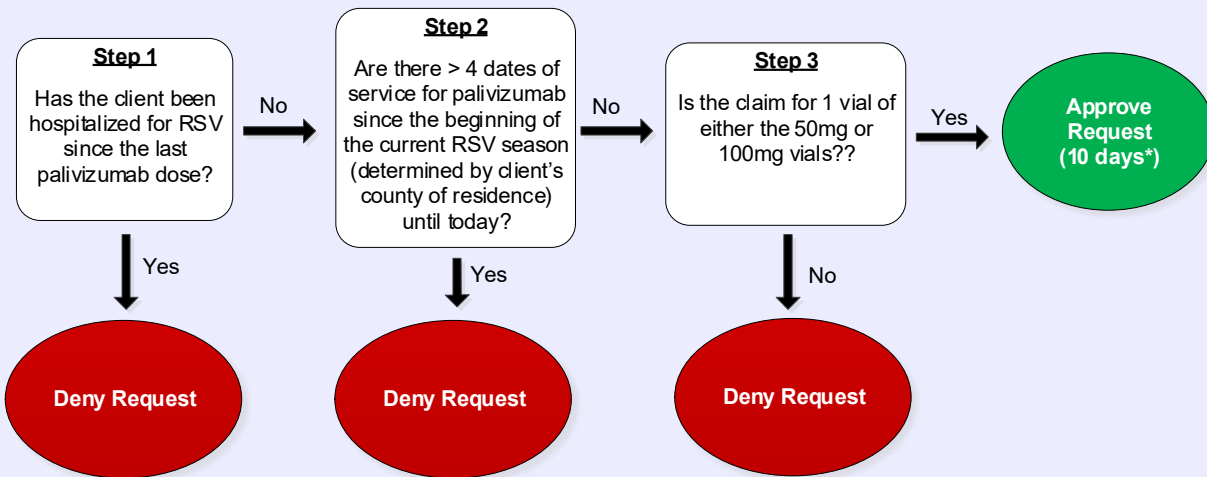 Step 1
Has the client been
hospitalized for RSV
since the last
palivizumab dose?
No
Step 2
Are there > 4 dates of
service for palivizumab
since the beginning of
the current RSV season
(determined by client's
county of residence)
until today?
No
Step 3
Is the claim for 1 vial of
either the 50mg or
100mg vials??
Yes
Approve
Request
(10 days*)
Yes
Yes
No
Deny Request
Deny Request
Deny Request